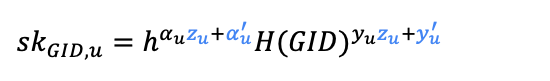 sk_{GID,u} = h^{α_u z_u + α′_u} H(GID)^{y_u z_u + y′_u}